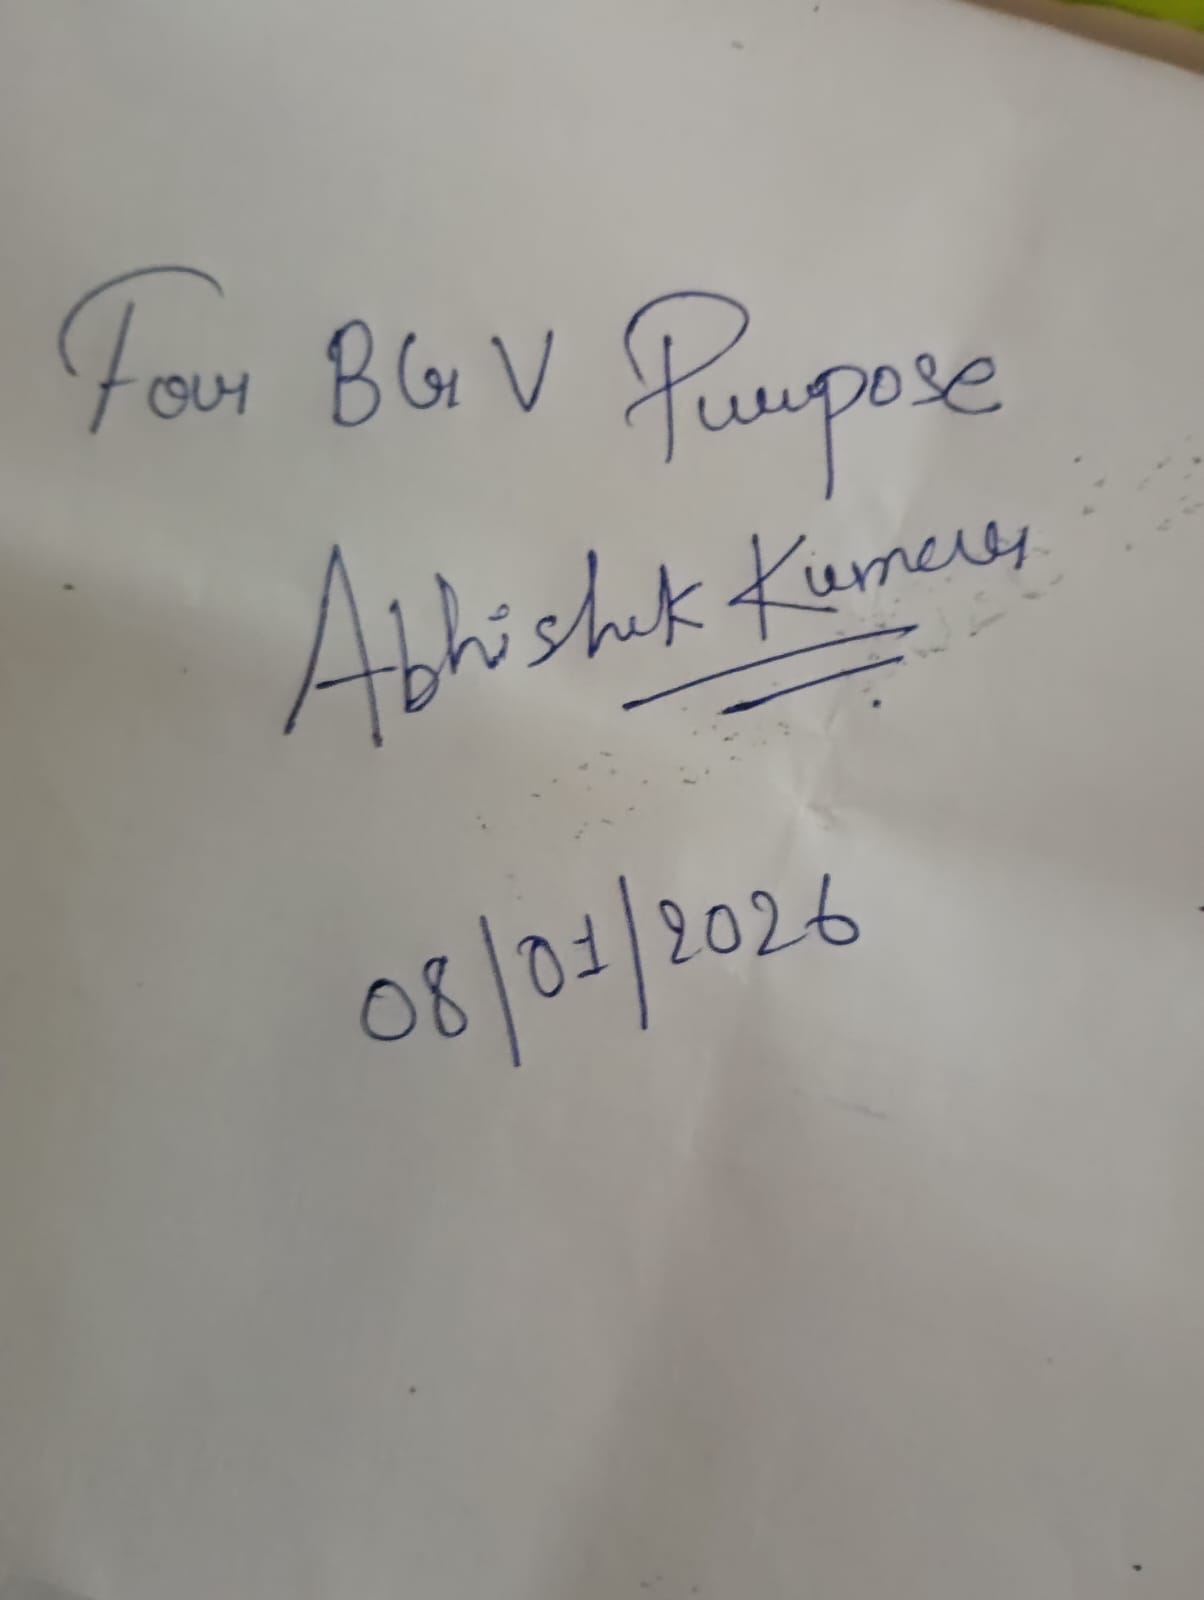 For BGV Purpose
Abhishek Kumar
08/01/2026